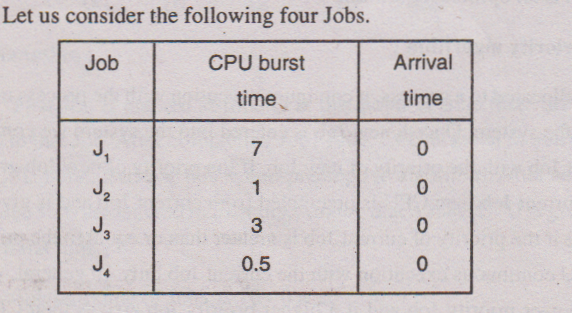 Let us consider the following four Jobs.
Job CPU burst time Arrival time
J1 7 0
J2 1 0
J3 3 0
J4 0.5 0